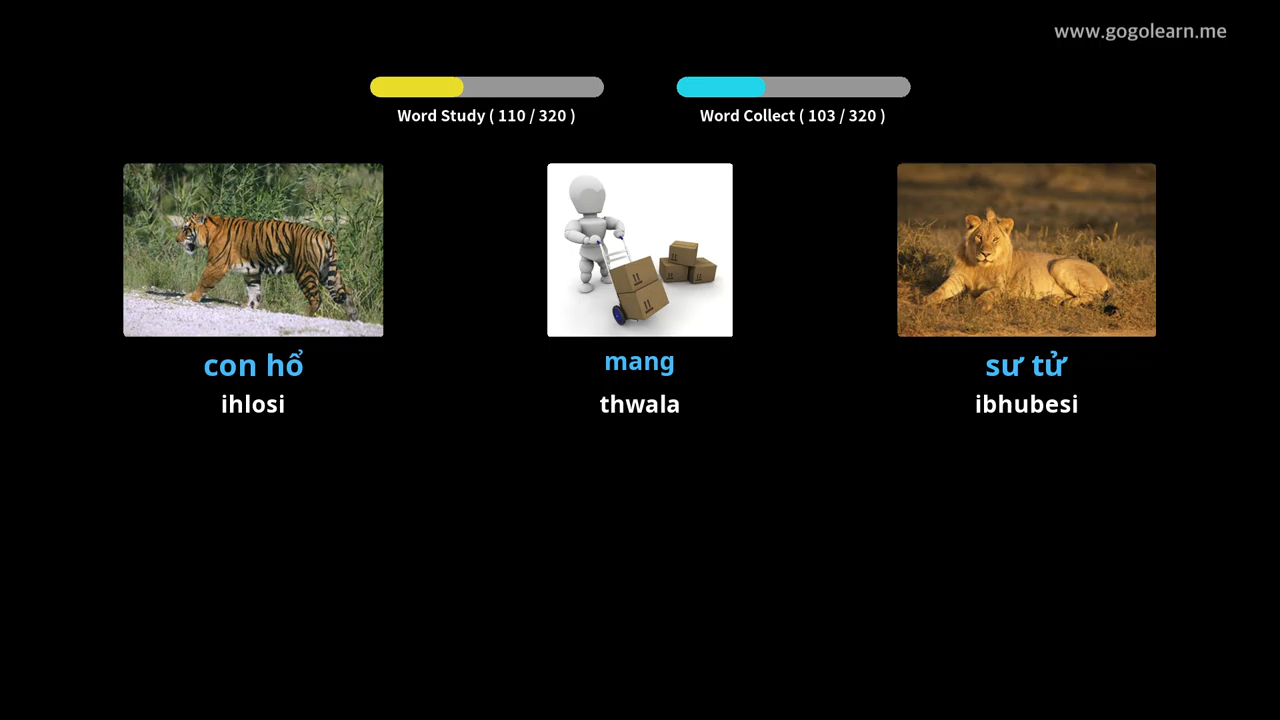 www.gogolearn.me
Word Study ( 110 / 320 )
Word Collect ( 103 / 320 )
con hổ
mang
sư tử
ihlosi
thwala
ibhubesi